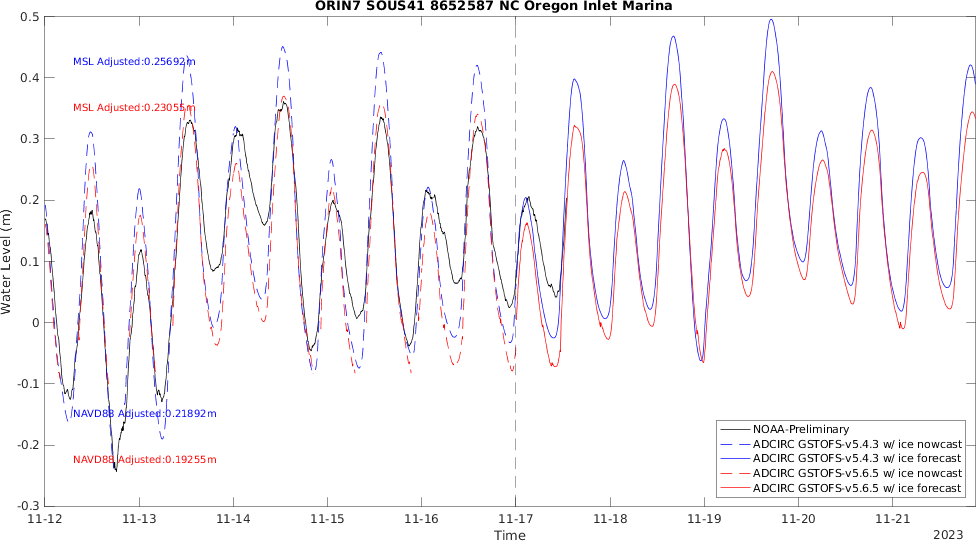 ORIN7 SOUS41 8652587 NC Oregon Inlet Marina
0.5
0.4
0.3
0.2
0.1
0
-0.1
-0.2
-0.3
Water Level (m)
MSL Adjusted:0.25692m
MSL Adjusted:0.23055m
NAVD88 Adjusted:0.21892m
NAVD88 Adjusted:0.19255m
NOAA-Preliminary
ADCIRC GSTOFS-v5.4.3 w/ ice nowcast
ADCIRC GSTOFS-v5.4.3 w/ ice forecast
ADCIRC GSTOFS-v5.6.5 w/ ice nowcast
ADCIRC GSTOFS-v5.6.5 w/ ice forecast
11-12 11-13 11-14 11-15 11-16 11-17 11-18 11-19 11-20 11-21
Time
2023